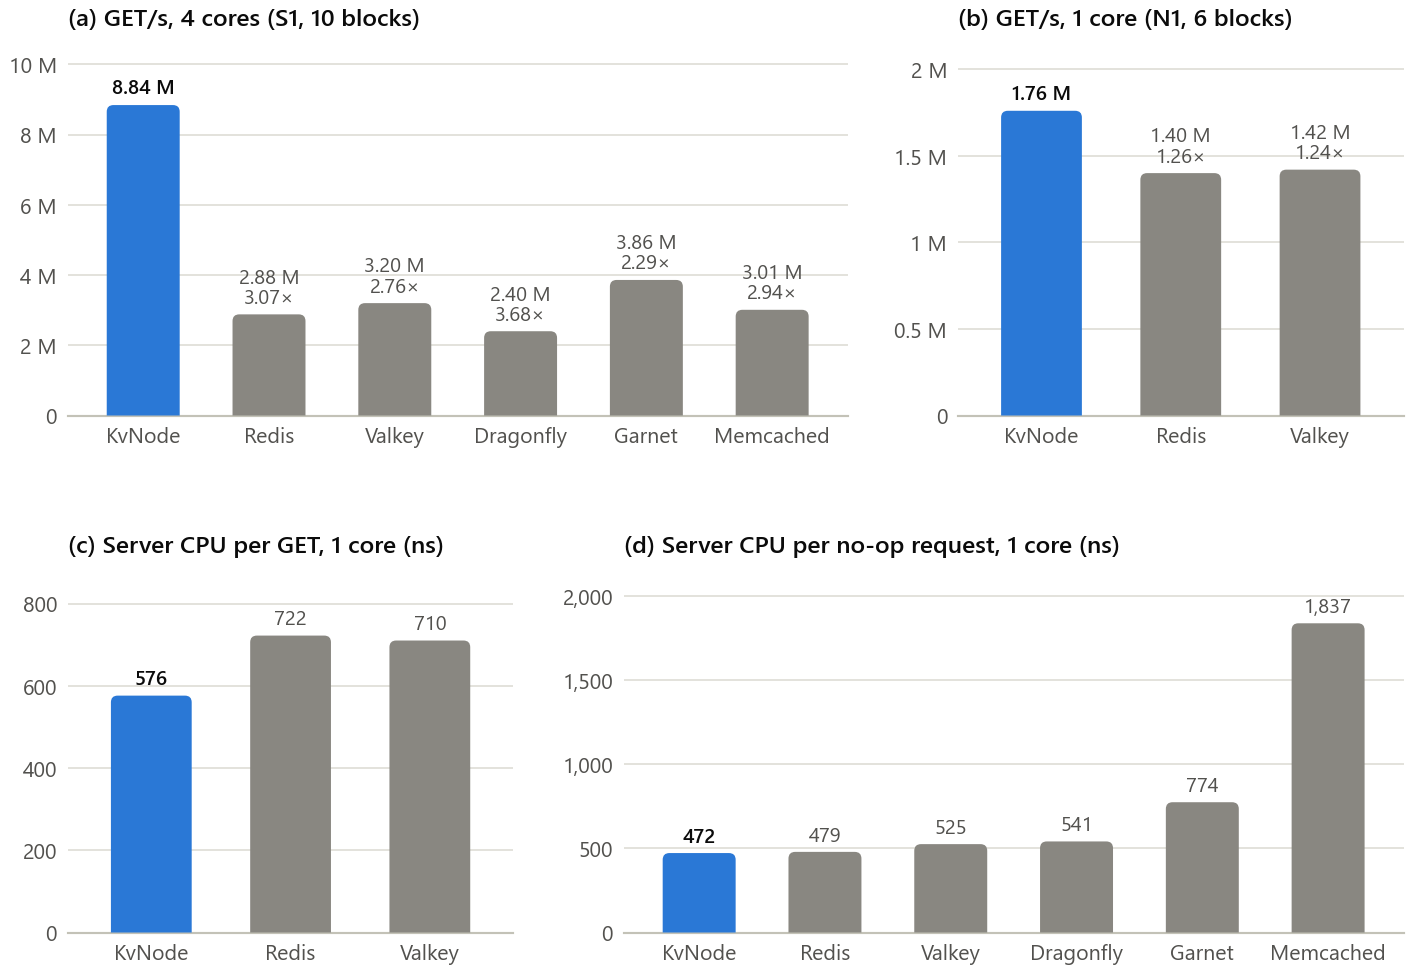 (a) GET/s, 4 cores (S1, 10 blocks)
10 M
8 M
6 M
4 M
2 M
0
8.84 M
2.88 M
3.07×
3.20 M
2.76×
2.40 M
3.68×
3.86 M
2.29×
3.01 M
2.94×
KvNode Redis Valkey Dragonfly Garnet Memcached
(b) GET/s, 1 core (N1, 6 blocks)
2 M
1.5 M
1 M
0.5 M
0
1.76 M
1.40 M
1.26×
1.42 M
1.24×
KvNode Redis Valkey
(c) Server CPU per GET, 1 core (ns)
800
600
400
200
0
576
722
710
KvNode Redis Valkey
(d) Server CPU per no-op request, 1 core (ns)
2,000
1,500
1,000
500
0
472
479
525
541
774
1,837
KvNode Redis Valkey Dragonfly Garnet Memcached